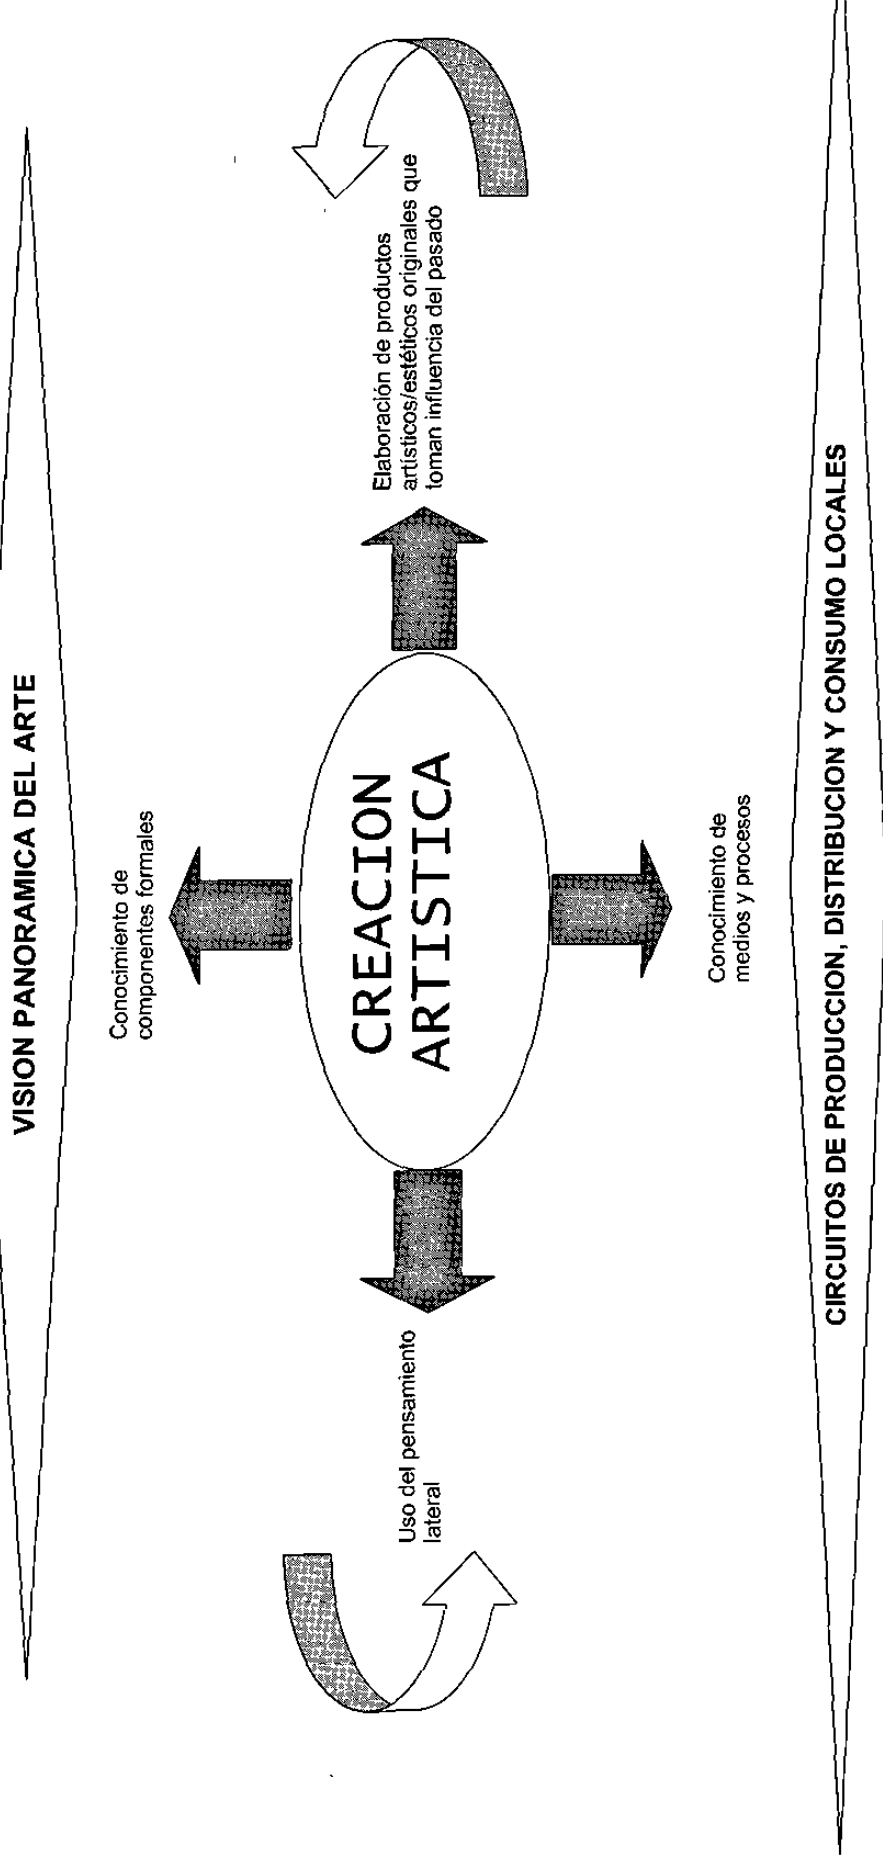 VISION PANORAMICA DEL ARTE
Conocimiento de
componentes formales
Uso del pensamiento
lateral
CREACION
ARTISTICA
Elaboración de productos
artísticos/estéticos originales que
toman influencia del pasado
Conocimiento de
medios y procesos
CIRCUITOS DE PRODUCCION, DISTRIBUCION Y CONSUMO LOCALES